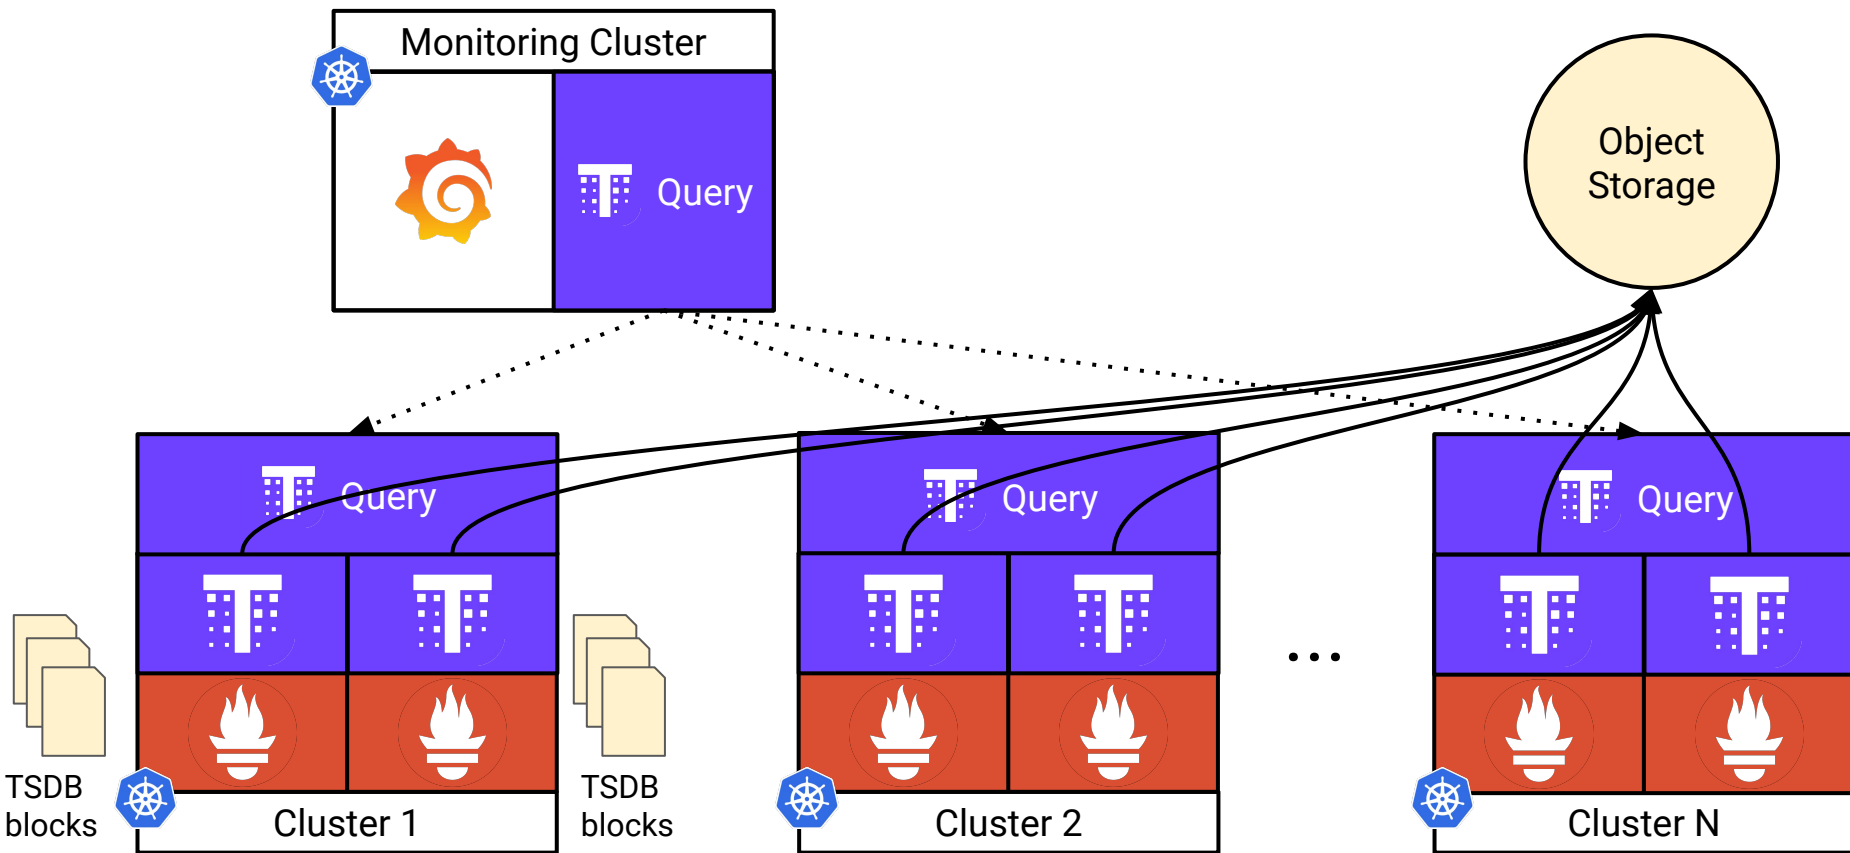 Monitoring Cluster
Query
Object
Storage
Query
Query
Query
...
TSDB
blocks
TSDB
blocks
Cluster 1
Cluster 2
Cluster N